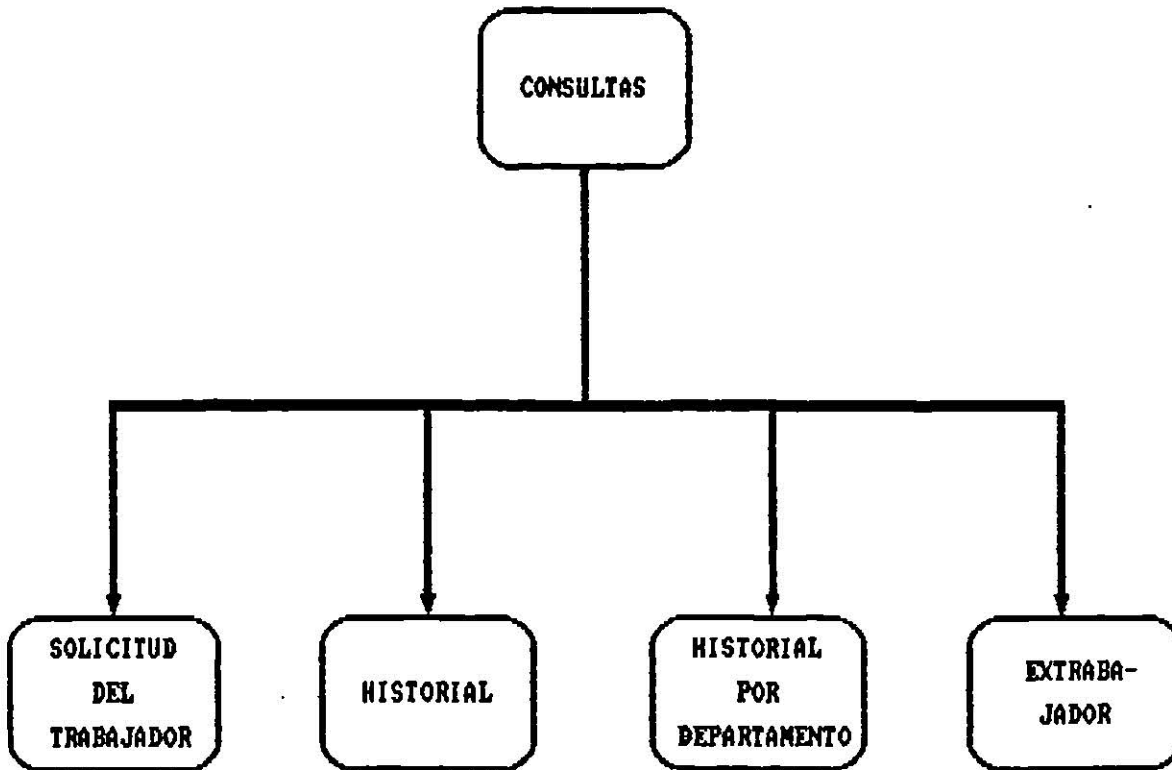 CONSULTAS
SOLICITUD
DEL
TRABAJADOR
HISTORIAL
HISTORIAL
POR
DEPARTAMENTO
EXTRABA-
JADOR